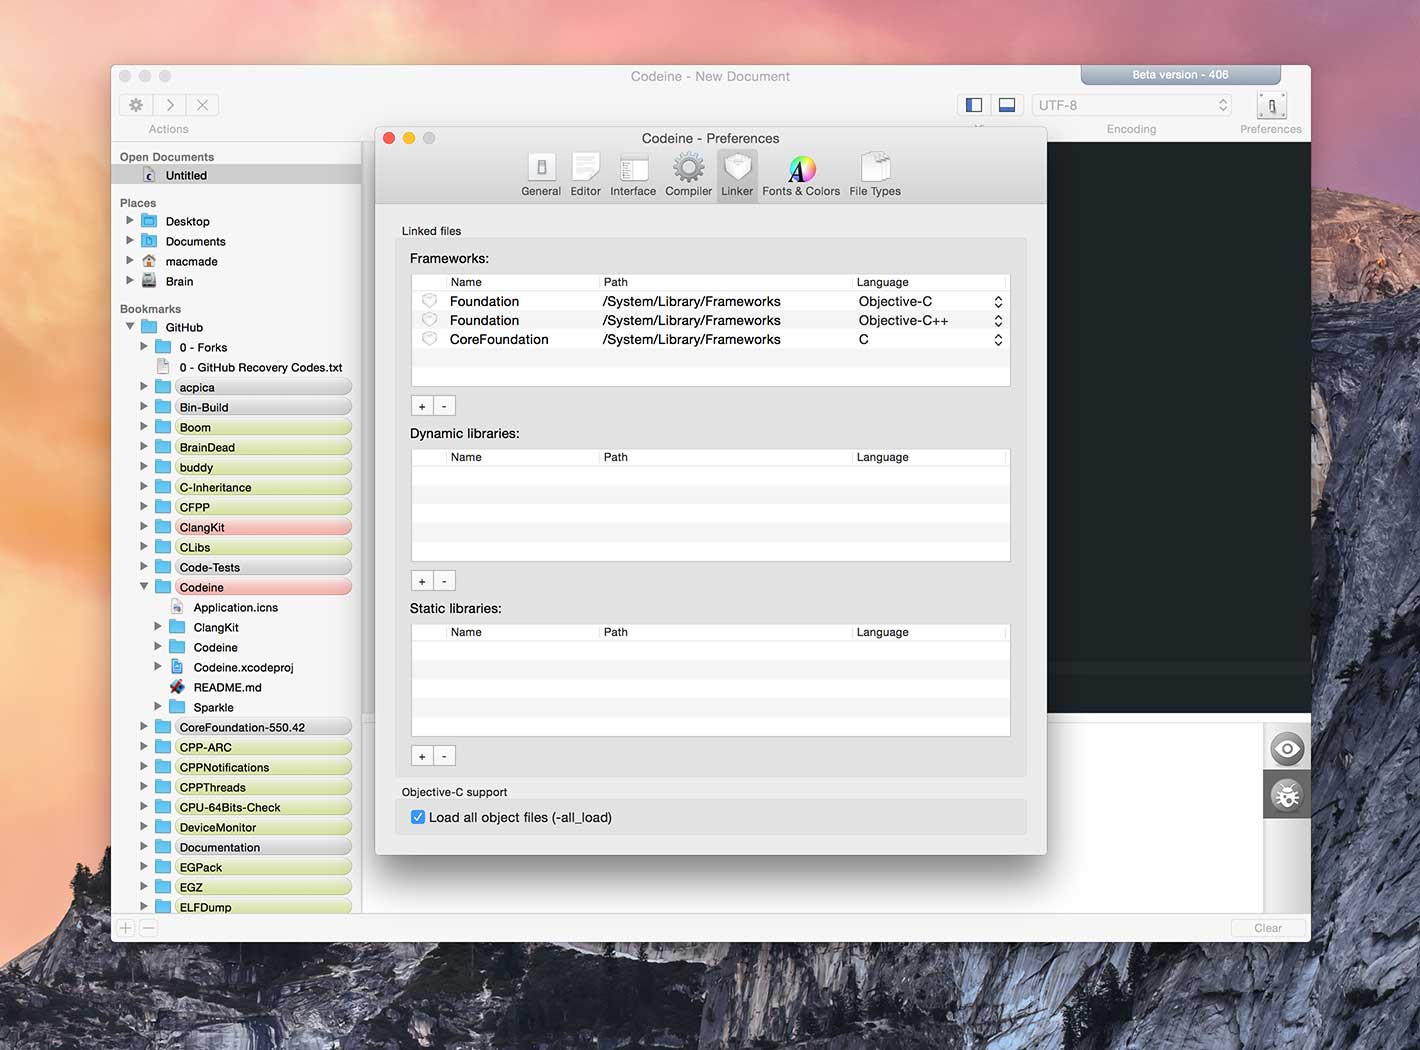 Codeine - New Document
Beta version - 406
UTF-8
Actions
Encoding
Preferences
Open Documents
Untitled
Places
Desktop
Documents
macmade
Brain
Bookmarks
GitHub
0 - Forks
0 - GitHub Recovery Codes.txt
acpica
Bin-Build
Boom
BrainDead
buddy
C-Inheritance
CFPP
ClangKit
CLibs
Code-Tests
Codeine
Application.icns
ClangKit
Codeine
Codeine.xcodeproj
README.md
Sparkle
CoreFoundation-550.42
CPP-ARC
CPPNotifications
CPPThreads
CPU-64Bits-Check
DeviceMonitor
Documentation
EGPack
EGZ
ELFDump
Codeine - Preferences
General Editor Interface Compiler Linker Fonts & Colors File Types
Linked files
Frameworks:
Name Path Language
Foundation /System/Library/Frameworks Objective-C
Foundation /System/Library/Frameworks Objective-C++
CoreFoundation /System/Library/Frameworks C
+ -
Dynamic libraries:
Name Path Language
+ -
Static libraries:
Name Path Language
+ -
Objective-C support
Load all object files (-all_load)
Clear